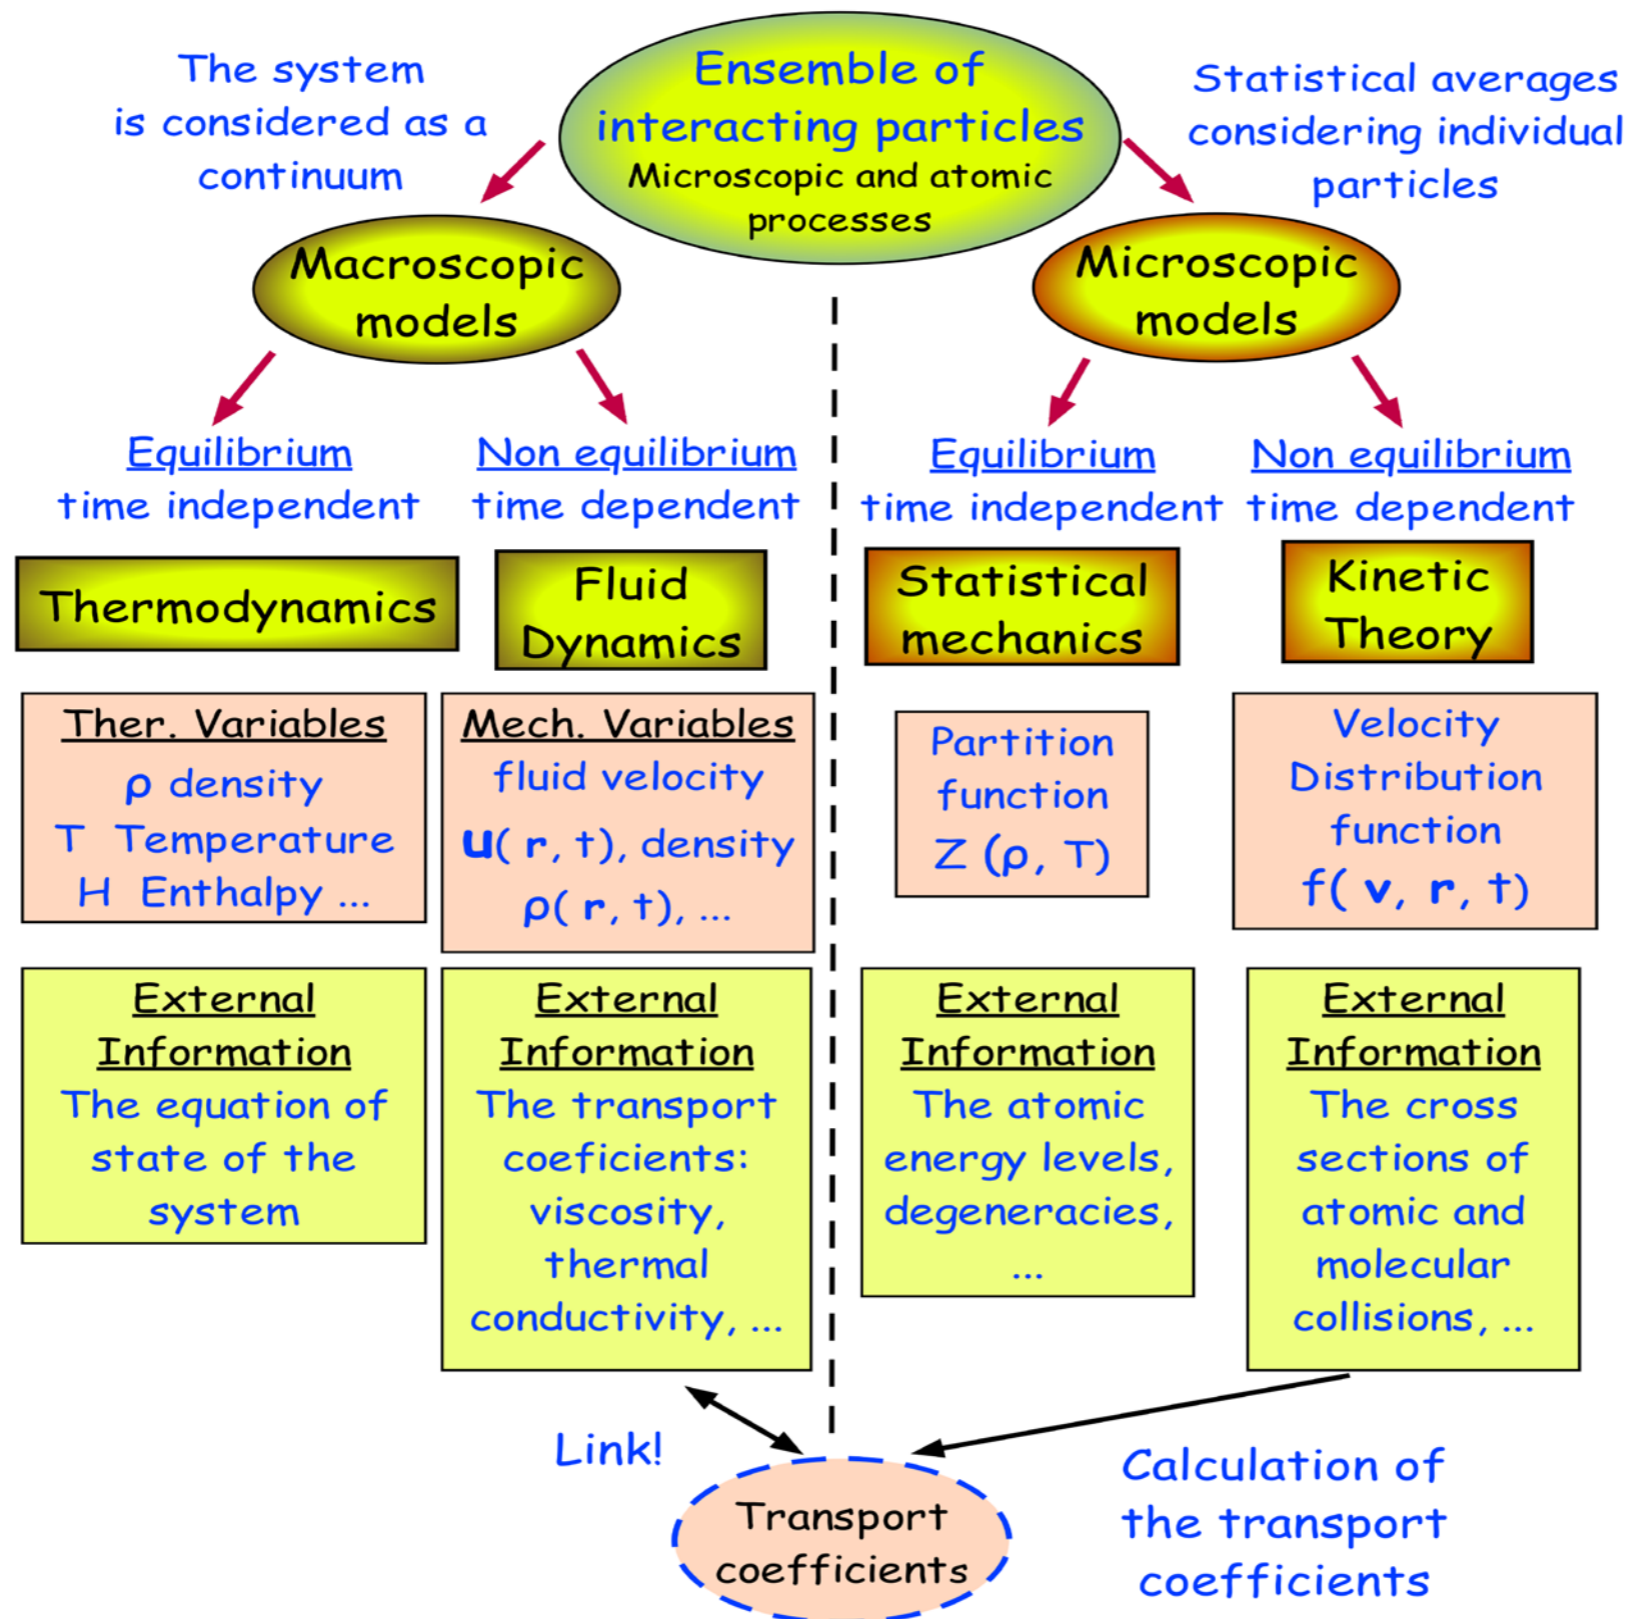 Ensemble of
interacting particles
Microscopic and atomic
processes
The system
is considered as a
continuum
Statistical averages
considering individual
particles
Macroscopic
models
Microscopic
models
Equilibrium
time independent
Non equilibrium
time dependent
Equilibrium
time independent
Non equilibrium
time dependent
Thermodynamics
Fluid
Dynamics
Statistical
mechanics
Kinetic
Theory
Ther. Variables
ρ density
T Temperature
H Enthalpy ...
Mech. Variables
fluid velocity
u( r, t), density
ρ( r, t), ...
Partition
function
Z (ρ, T)
Velocity
Distribution
function
f( v, r, t)
External
Information
The equation of
state of the
system
External
Information
The transport
coeficients:
viscosity,
thermal
conductivity, ...
External
Information
The atomic
energy levels,
degeneracies,
...
External
Information
The cross
sections of
atomic and
molecular
collisions, ...
Link!
Transport
coefficients
Calculation of
the transport
coefficients